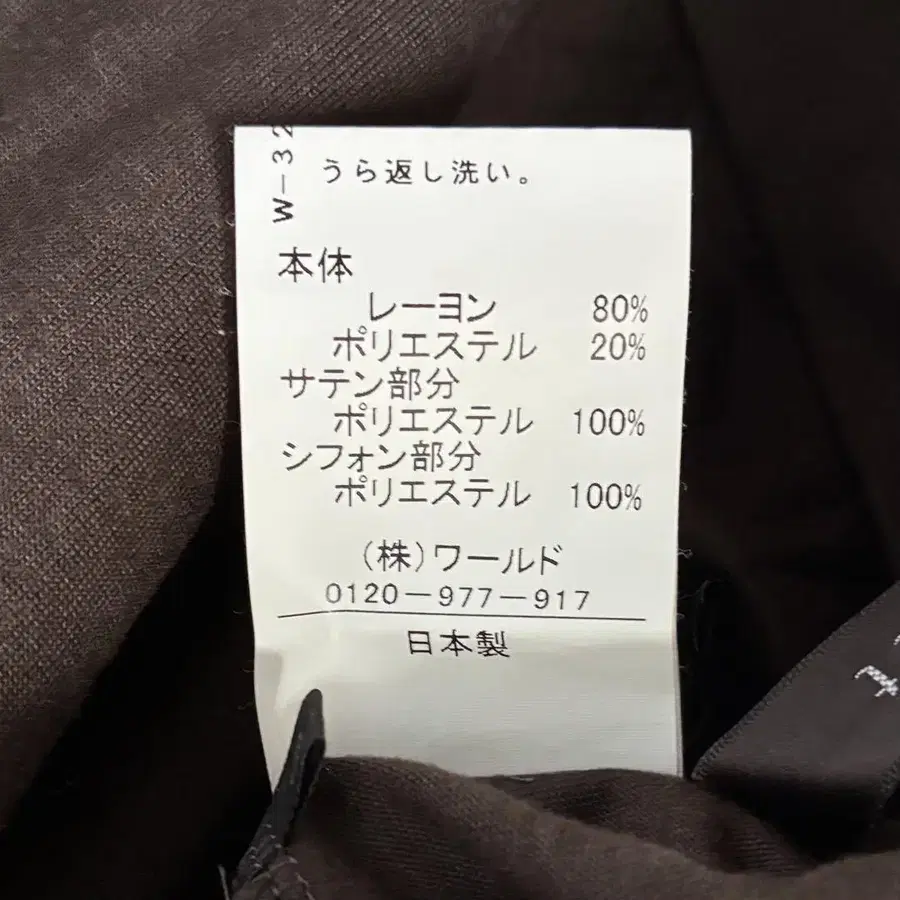 W-32
うら返し洗い。
本体
レーヨン 80%
ポリエステル 20%
サテン部分
ポリエステル 100%
シフォン部分
ポリエステル 100%
(株)ワールド
0120-977-917
日本製